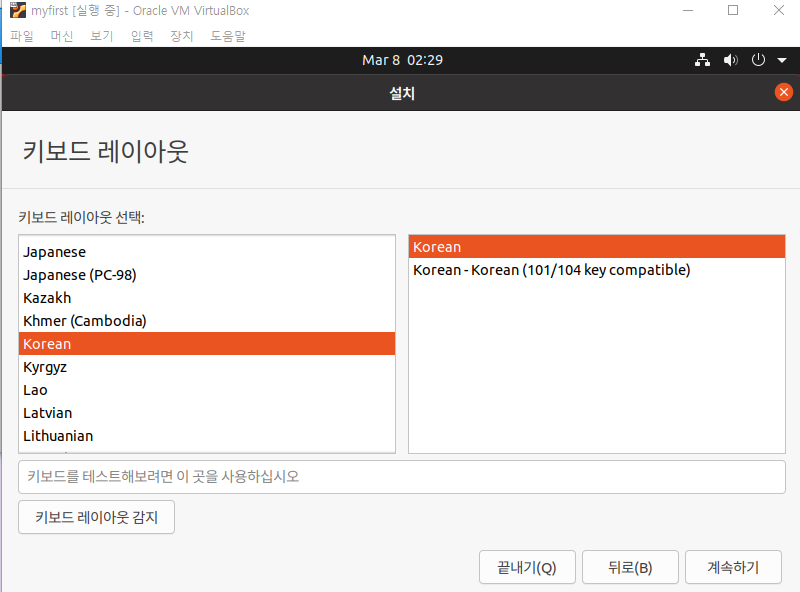 myfirst [실행 중] - Oracle VM VirtualBox
파일 머신 보기 입력 장치 도움말
Mar 8 02:29
설치
키보드 레이아웃
키보드 레이아웃 선택:
Japanese
Japanese (PC-98)
Kazakh
Khmer (Cambodia)
Korean
Kyrgyz
Lao
Latvian
Lithuanian
Korean
Korean - Korean (101/104 key compatible)
키보드를 테스트해보려면 이 곳을 사용하십시오
키보드 레이아웃 감지
끝내기(Q) 뒤로(B) 계속하기